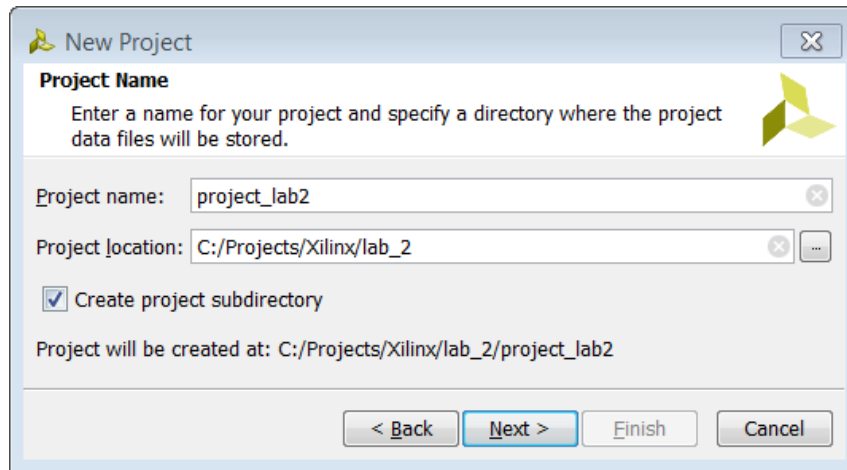 New Project
Project Name
Enter a name for your project and specify a directory where the project
data files will be stored.
Project name: project_lab2
Project location: C:/Projects/Xilinx/lab_2 ...
Create project subdirectory
Project will be created at: C:/Projects/Xilinx/lab_2/project_lab2
< Back Next > Finish Cancel